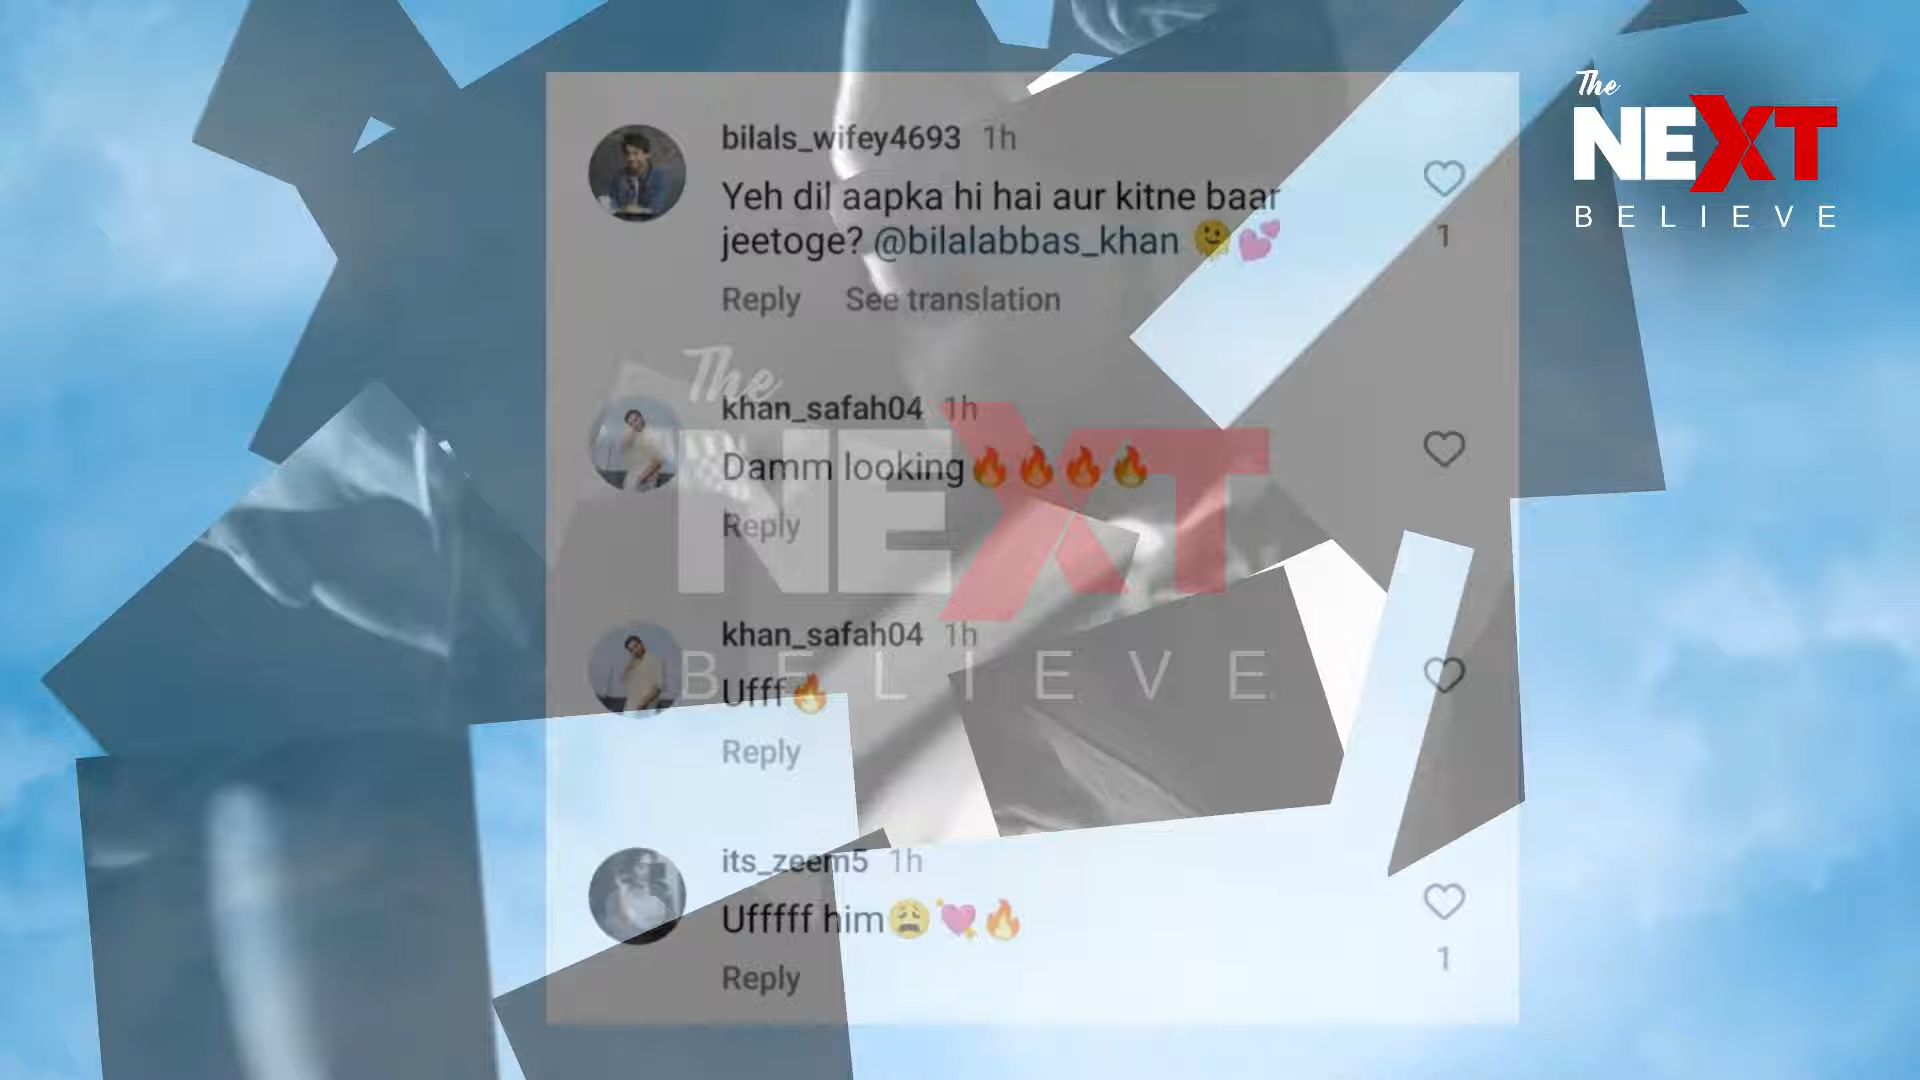 The
NEXT
BELIEVE
bilals_wifey4693 1h
Yeh dil aapka hi hai aur kitne baar
jeetoge? @bilalabbas_khan 🫠💕
1
Reply See translation
The
NEXT
BELIEVE
khan_safah04 1h
Damm looking🔥🔥🔥🔥
Reply
khan_safah04 1h
Ufff🔥
Reply
its_zeem5 1h
Ufffff him😩💘🔥
1
Reply